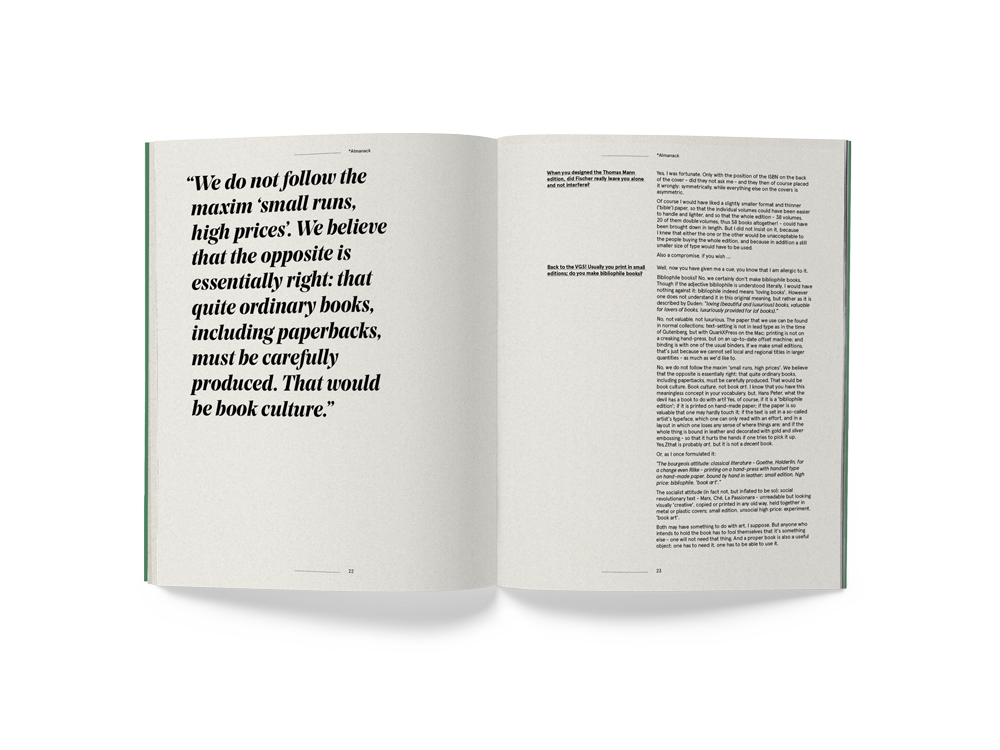 *Almanack
“We do not follow the
maxim ‘small runs,
high prices’. We believe
that the opposite is
essentially right: that
quite ordinary books,
including paperbacks,
must be carefully
produced. That would
be book culture.”
22
*Almanack
When you designed the Thomas Mann
edition, did Fischer really leare you alone
and not interfere?
Yes, I was fortunate. Only with the position of the ISBN on the back
of the cover – did they not ask me – and they then of course placed
it wrongly: symmetrically, while everything else on the covers is
asymmetric.
Of course I would have liked a slightly smaller format and thinner
(‘bible’) paper, so that the individual volumes could have been easier
to handle and lighter, and so that the whole edition – 38 volumes,
20 of them double volumes, thus 58 books altogether! – could have
been brought down in length. But I did not insist on it, because
I knew that either the one or the other would be unacceptable to
the people buying the whole edition, and because in addition a still
smaller size of type would have to be used.
Also a compromise, if you wish ...
Back to the VGS! Usually you print in small
editions; do you make bibliophile books?
Well, now you have given me a cue, you know that I am allergic to it.
Bibliophile books? No, we certainly don’t make bibliophile books.
Though if the adjective bibliophile is understood literally, I would have
nothing against it: bibliophile indeed means ‘loving books’. However
one does not understand it in this original meaning, but rather as it is
described by Duden: “loving (beautiful and luxurious) books, valuable
for lovers of books, luxuriously provided for (of books).”
No, not valuable, not luxurious. The paper that we use can be found
in normal collections; text-setting is not in lead type as in the time
of Gutenberg, but with QuarkXPress on the Mac; printing is not on
a creaking hand-press, but on an up-to-date offset machine; and
binding is with one of the usual binders. If we make small editions,
that’s just because we cannot sell local and regional titles in larger
quantities – as much as we’d like to.
No, we do not follow the maxim ‘small runs, high prices’. We believe
that the opposite is essentially right: that quite ordinary books,
including paperbacks, must be carefully produced. That would be
book culture. Book culture, not book art. I know that you have this
meaningless concept in your vocabulary, but, Hans Peter, what the
devil has a book to do with art? Yes, of course, if it is a ‘bibliophile
edition’; if it is printed on hand-made paper; if the paper is so
valuable that one may hardly touch it; if the text is set in a so-called
artist’s typeface, which one can only read with an effort, and in a
layout in which one loses any sense of where things are; and if the
whole thing is bound in leather and decorated with gold and silver
embossing – so that it hurts the hands if one tries to pick it up.
Yes,Zthat is probably art, but it is not a decent book.
Or, as I once formulated it:
“The bourgeois attitude: classical literature – Goethe, Hölderlin, for
a change even Rilke – printing on a hand-press with handset type
on hand-made paper, bound by hand in leather; small edition, high
price: bibliophile, ‘book art’.”
The socialist attitude (in fact not, but inflated to be so): social
revolutionary text – Marx, Ché, La Passionara – unreadable but looking
visually ‘creative’, copied or printed in any old way, held together in
metal or plastic covers; small edition, unsocial high price: experiment,
‘book art’.
Both may have something to do with art, I suppose. But anyone who
intends to hold the book has to fool themselves that it’s something
else – one will not need that thing. And a proper book is also a useful
object: one has to need it, one has to be able to use it.
23